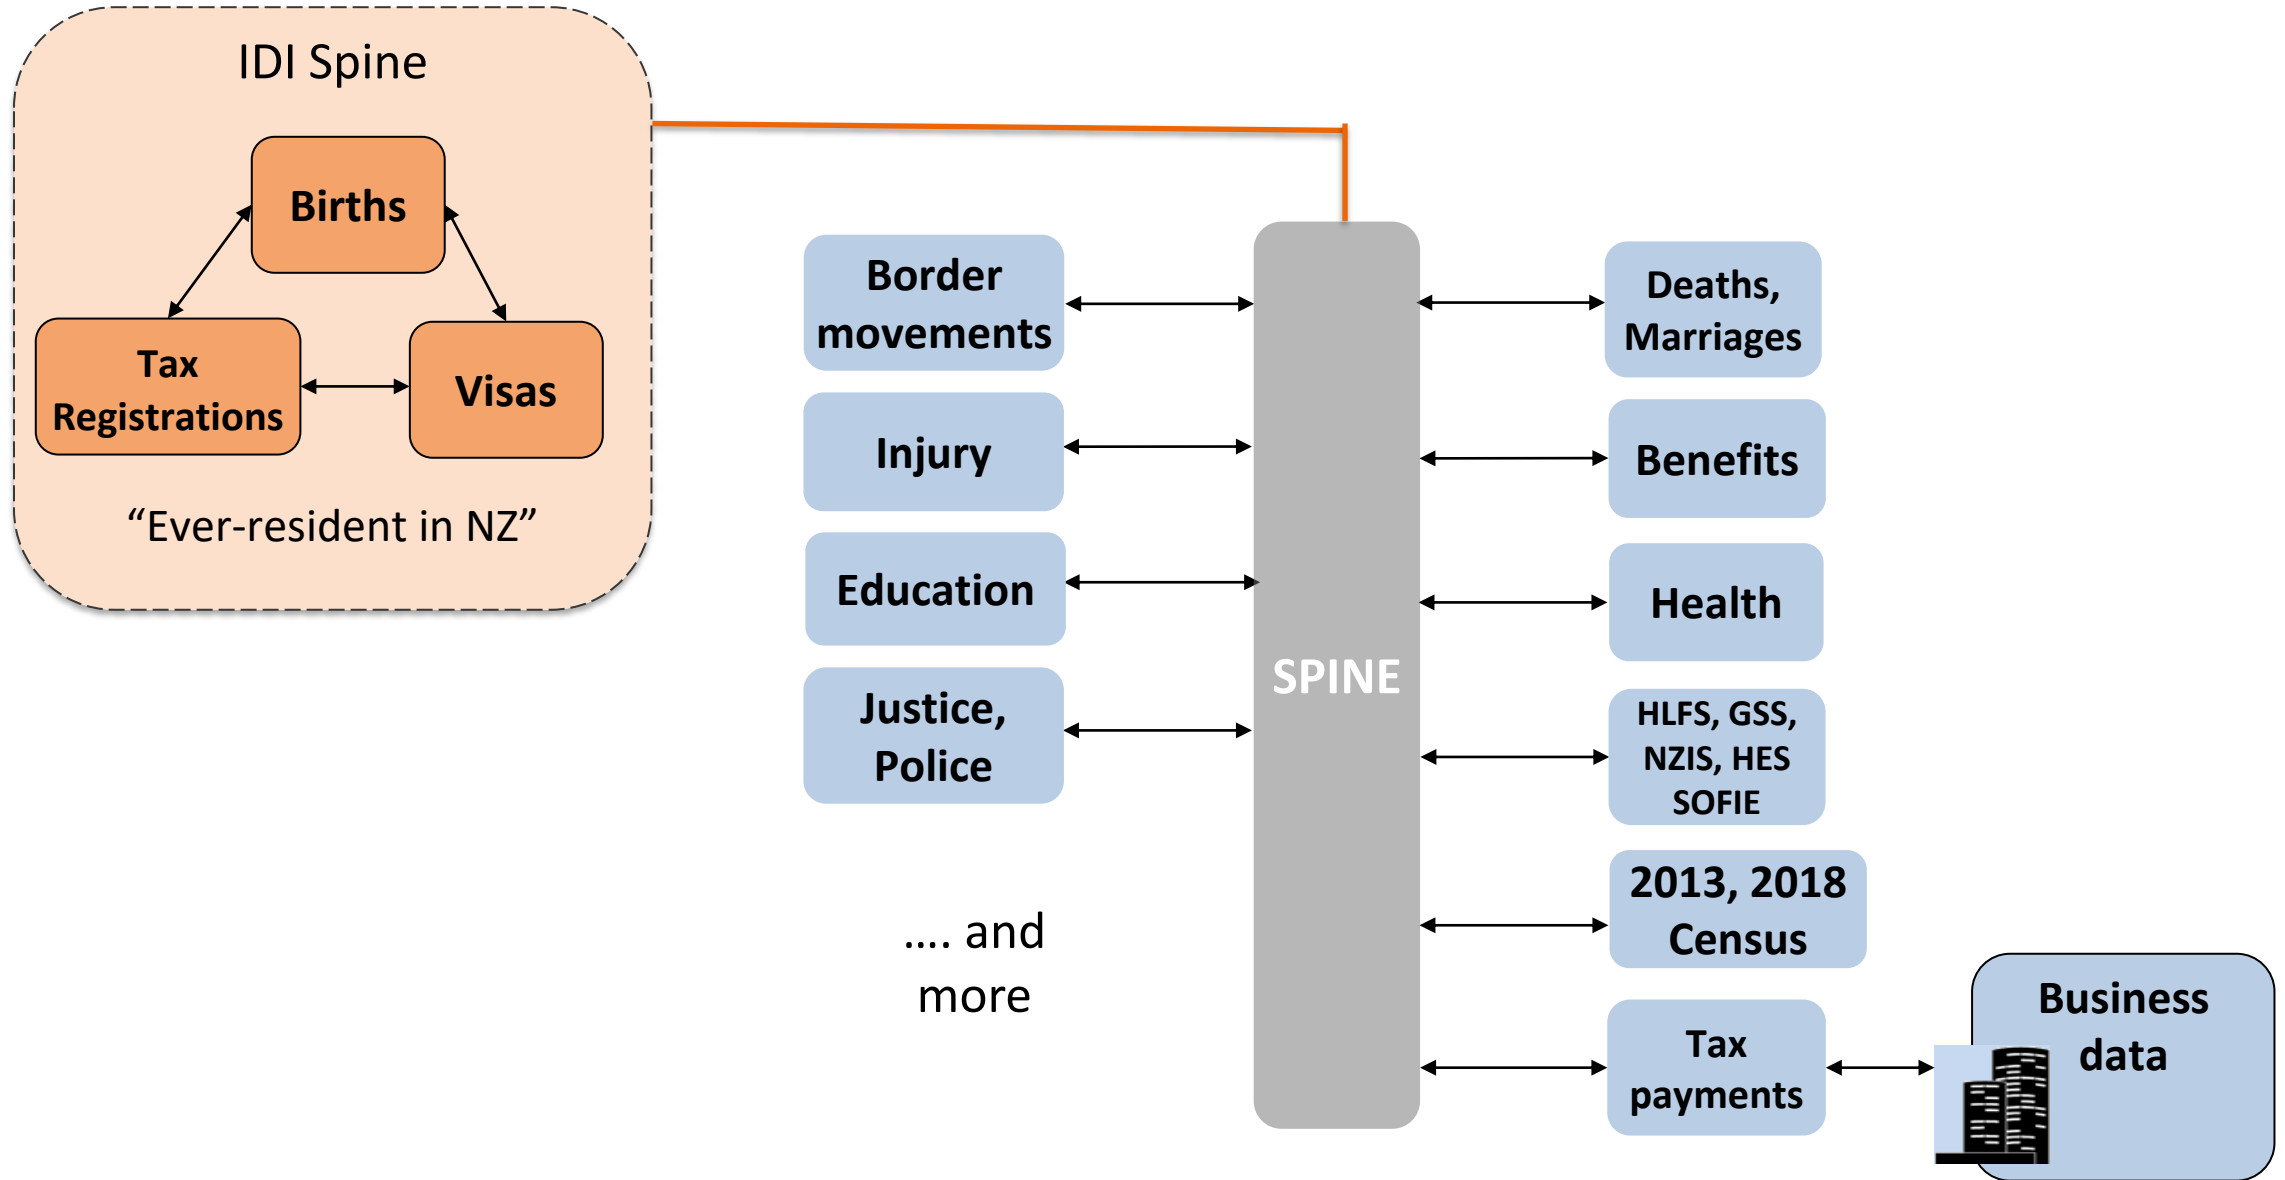 IDI Spine
Births
Tax
Registrations
Visas
“Ever-resident in NZ”
Border
movements
Injury
Education
Justice,
Police
.... and
more
SPINE
Deaths,
Marriages
Benefits
Health
HLFS, GSS,
NZIS, HES
SOFIE
2013, 2018
Census
Tax
payments
Business
data